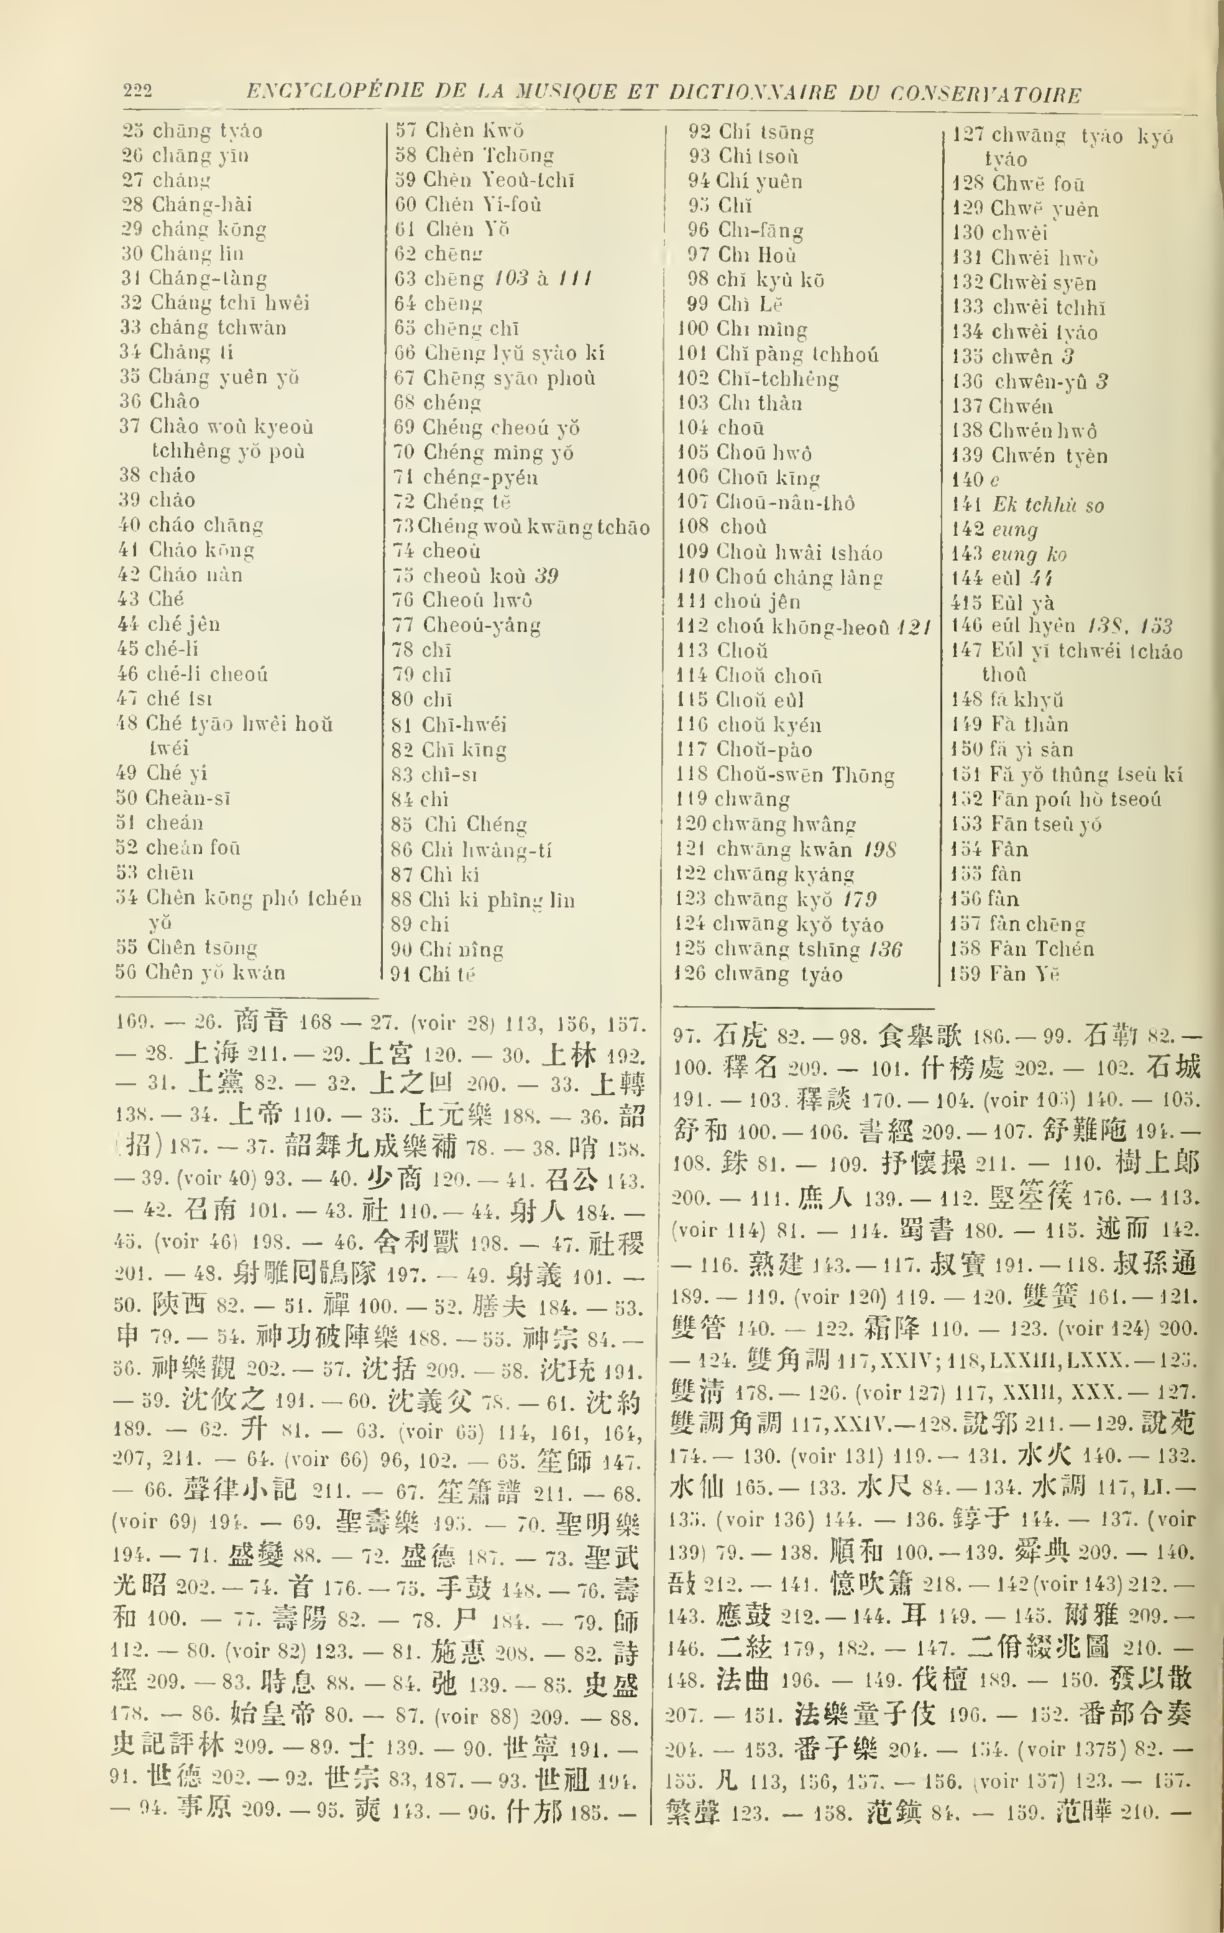 222 ENCYCLOPÉDIE DE LA MUSIQUE ET DICTIONNAIRE DU CONSERVATOIRE
25 chāng tyáo
26 chāng yīn
27 cháng
28 Cháng-hài
29 cháng kōng
30 Cháng lin
31 Cháng-tàng
32 Cháng tchī hwêi
33 cháng tchwàn
34 Cháng tí
35 Cháng yuên yŏ
36 Châo
37 Châo woù kyeoù
tchhêng yŏ poù
38 cháo
39 chào
40 cháo chāng
41 Cháo kōng
42 Cháo nân
43 Ché
44 ché jên
45 ché-lí
46 ché-li cheoú
47 ché tsĭ
48 Ché tyāo hwêi hoŭ
twéi
49 Ché yí
50 Cheàn-sī
51 cheán
52 cheán foū
53 chēn
54 Chên kōng phó tchén
yŏ
55 Chên tsōng
56 Chên yŏ kwán
57 Chèn Kwŏ
58 Chèn Tchōng
59 Chèn Yeoû-tchī
60 Chèn Yí-foù
61 Chèn Yŏ
62 chēng
63 chēng 103 à 111
64 chēng
65 chēng chī
66 Chēng lyŭ syào kí
67 Chēng syāo phoù
68 chéng
69 Chéng cheoú yŏ
70 Chéng mìng yŏ
71 chéng-pyén
72 Chéng tĕ
73 Chéng woù kwāng tchāo
74 cheoù
75 cheoù koù 39
76 Cheoú hwô
77 Cheoú-yâng
78 chī
79 chī
80 chī
81 Chī-hwéi
82 Chī kīng
83 chî-sĭ
84 chì
85 Chì Chéng
86 Chì hwâng-tí
87 Chì kí
88 Chì kí phîng lin
89 chí
90 Chí nîng
91 Chí tĕ
92 Chí tsōng
93 Chí tsoù
94 Chí yuên
95 Chĭ
96 Chĭ-fāng
97 Chĭ Hoù
98 chĭ kyù kō
99 Chĭ Lĕ
100 Chĭ mîng
101 Chĭ pàng tchhoú
102 Chĭ-tchhêng
103 Chĭ thân
104 choū
105 Choū hwô
106 Choū kīng
107 Choū-nân-thô
108 choû
109 Choù hwâi tsháo
110 Choú cháng lâng
111 choú jên
112 choú khōng-heoû 121
113 Choŭ
114 Choŭ choū
115 Choŭ eûl
116 choŭ kyén
117 Choŭ-pào
118 Choŭ-swēn Thōng
119 chwāng
120 chwāng hwâng
121 chwāng kwàn 198
122 chwāng kyáng
123 chwāng kyŏ 179
124 chwāng kyŏ tyáo
125 chwāng tshīng 136
126 chwāng tyáo
127 chwāng tyáo kyŏ
tyáo
128 Chwĕ foū
129 Chwĕ yuèn
130 chwèi
131 Chwèi hwò
132 Chwèi syēn
133 chwèi tchhĭ
134 chwèi tyáo
135 chwên 3
136 chwên-yû 3
137 Chwén
138 Chwén hwô
139 Chwén tyèn
140 e
141 Ek tchhù so
142 eung
143 eung ko
144 eùl 44
415 Eùl yà
146 eúl hyên 138, 153
147 Eúl yĭ tchwéi tcháo
thoû
148 fă khyŭ
149 Fă thân
150 fă yì sàn
151 Fă yŏ thûng tseù kí
152 Fān poú hŏ tseoú
153 Fān tseù yŏ
154 Fân
155 fàn
156 fân
157 fân chēng
158 Fán Tchén
159 Fán Yĕ
169. — 26. 商音 168 — 27. (voir 28) 113, 156, 157.
— 28. 上海 211. — 29. 上宮 120. — 30. 上林 192.
— 31. 上黨 82. — 32. 上之回 200. — 33. 上轉
138. — 34. 上帝 110. — 35. 上元樂 188. — 36. 韶
(招) 187. — 37. 韶舞九成樂補 78. — 38. 哨 158.
— 39. (voir 40) 93. — 40. 少商 120. — 41. 召公 143.
— 42. 召南 101. — 43. 社 110. — 44. 射人 184. —
45. (voir 46) 198. — 46. 舍利獸 198. — 47. 社稷
201. — 48. 射雕回鶻隊 197. — 49. 射義 101. —
50. 陝西 82. — 51. 禪 100. — 52. 膳夫 184. — 53.
申 79. — 54. 神功破陣樂 188. — 55. 神宗 84. —
56. 神樂觀 202. — 57. 沈括 209. — 58. 沈珫 191.
— 59. 沈攸之 191. — 60. 沈義父 78. — 61. 沈約
189. — 62. 升 81. — 63. (voir 65) 114, 161, 164,
207, 211. — 64. (voir 66) 96, 102. — 65. 笙師 147.
— 66. 聲律小記 211. — 67. 笙簫譜 211. — 68.
(voir 69) 194. — 69. 聖壽樂 195. — 70. 聖明樂
194. — 71. 盛變 88. — 72. 盛德 187. — 73. 聖武
光昭 202. — 74. 首 176. — 75. 手鼓 148. — 76. 壽
和 100. — 77. 壽陽 82. — 78. 尸 184. — 79. 師
112. — 80. (voir 82) 123. — 81. 施惠 208. — 82. 詩
經 209. — 83. 時息 88. — 84. 弛 139. — 85. 史盛
178. — 86. 始皇帝 80. — 87. (voir 88) 209. — 88.
史記評林 209. — 89. 士 139. — 90. 世寧 191. —
91. 世德 202. — 92. 世宗 83, 187. — 93. 世祖 194.
— 94. 事原 209. — 95. 奭 143. — 96. 什邡 185. —
97. 石虎 82. — 98. 食舉歌 186. — 99. 石勒 82. —
100. 釋名 209. — 101. 什榜處 202. — 102. 石城
191. — 103. 釋談 170. — 104. (voir 105) 140. — 105.
舒和 100. — 106. 書經 209. — 107. 舒難陁 194. —
108. 銖 81. — 109. 抒懷操 211. — 110. 樹上郎
200. — 111. 庶人 139. — 112. 竪箜篌 176. — 113.
(voir 114) 81. — 114. 蜀書 180. — 115. 述而 142.
— 116. 熟建 143. — 117. 叔寶 191. — 118. 叔孫通
189. — 119. (voir 120) 119. — 120. 雙簧 161. — 121.
雙管 140. — 122. 霜降 110. — 123. (voir 124) 200.
— 124. 雙角調 117, XXIV; 118, LXXIII, LXXX. — 125.
雙淸 178. — 126. (voir 127) 117, XXIII, XXX. — 127.
雙調角調 117, XXIV. — 128. 說郛 211. — 129. 說苑
174. — 130. (voir 131) 119. — 131. 水火 140. — 132.
水仙 165. — 133. 水尺 84. — 134. 水調 117, LI. —
135. (voir 136) 144. — 136. 錞于 144. — 137. (voir
139) 79. — 138. 順和 100. — 139. 舜典 209. — 140.
敔 212. — 141. 憶吹簫 218. — 142 (voir 143) 212. —
143. 應鼓 212. — 144. 耳 149. — 145. 爾雅 209. —
146. 二絃 179, 182. — 147. 二佾綴兆圖 210. —
148. 法曲 196. — 149. 伐檀 189. — 150. 發以散
207. — 151. 法樂童子伎 196. — 152. 番部合奏
204. — 153. 番子樂 204. — 154. (voir 1375) 82. —
155. 凡 113, 156, 157. — 156. (voir 157) 123. — 157.
繁聲 123. — 158. 范鎭 84. — 159. 范曄 210. —